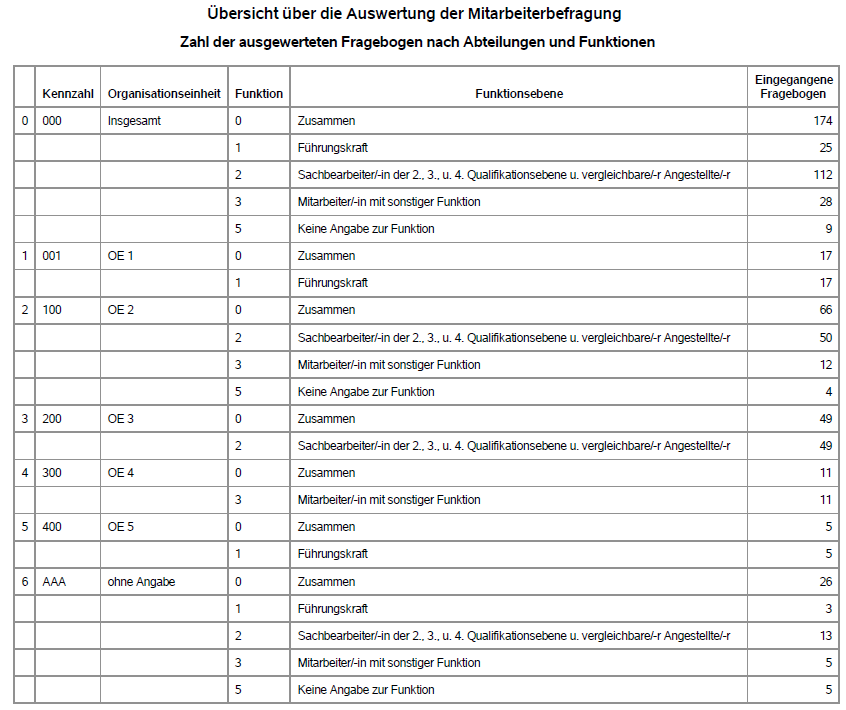 Übersicht über die Auswertung der Mitarbeiterbefragung
Zahl der ausgewerteten Fragebogen nach Abteilungen und Funktionen
Kennzahl Organisationseinheit Funktion Funktionsebene Eingegangene Fragebogen
0 000 Insgesamt 0 Zusammen 174
1 Führungskraft 25
2 Sachbearbeiter/-in der 2., 3., u. 4. Qualifikationsebene u. vergleichbare/-r Angestellte/-r 112
3 Mitarbeiter/-in mit sonstiger Funktion 28
5 Keine Angabe zur Funktion 9
1 001 OE 1 0 Zusammen 17
1 Führungskraft 17
2 100 OE 2 0 Zusammen 66
2 Sachbearbeiter/-in der 2., 3., u. 4. Qualifikationsebene u. vergleichbare/-r Angestellte/-r 50
3 Mitarbeiter/-in mit sonstiger Funktion 12
5 Keine Angabe zur Funktion 4
3 200 OE 3 0 Zusammen 49
2 Sachbearbeiter/-in der 2., 3., u. 4. Qualifikationsebene u. vergleichbare/-r Angestellte/-r 49
4 300 OE 4 0 Zusammen 11
3 Mitarbeiter/-in mit sonstiger Funktion 11
5 400 OE 5 0 Zusammen 5
1 Führungskraft 5
6 AAA ohne Angabe 0 Zusammen 26
1 Führungskraft 3
2 Sachbearbeiter/-in der 2., 3., u. 4. Qualifikationsebene u. vergleichbare/-r Angestellte/-r 13
3 Mitarbeiter/-in mit sonstiger Funktion 5
5 Keine Angabe zur Funktion 5